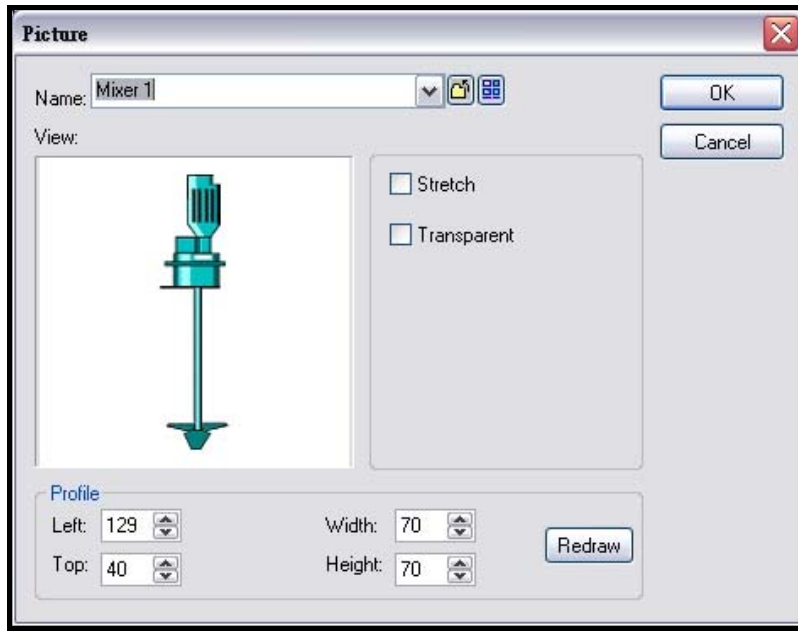 Picture
Name: Mixer 1
OK
View:
Cancel
Stretch
Transparent
Profile
Left: 129 Width: 70
Redraw
Top: 40 Height: 70